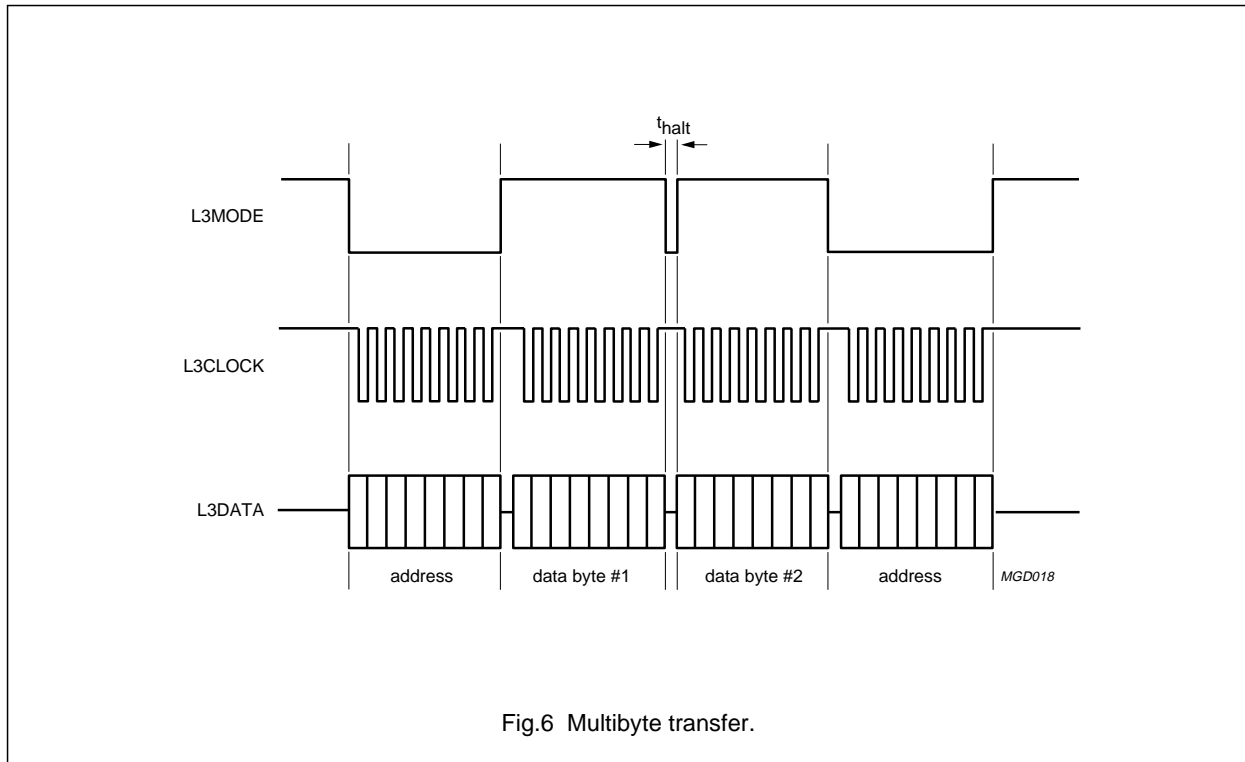 thalt
L3MODE
L3CLOCK
L3DATA
address data byte #1 data byte #2 address MGD018
Fig.6 Multibyte transfer.